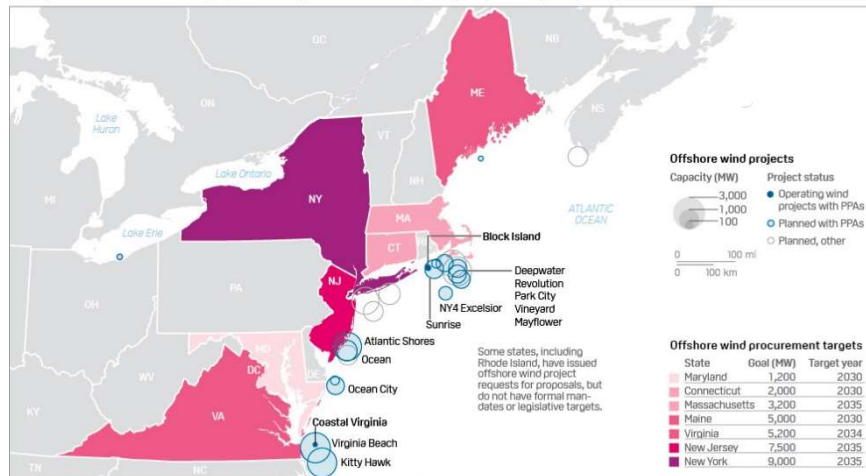 QC
NB
ON
ME
NS
Lake
Huron
VT
NH
Lake Ontario
MI
NY
MA
ATLANTIC
OCEAN
Lake Erie
CT
Block Island
PA
NJ
OH
Deepwater
Revolution
Park City
Vineyard
Mayflower
NY4 Excelsior
Sunrise
Atlantic Shores
Ocean
MD
DC
DE
WV
Ocean City
KY
VA
Coastal Virginia
Virginia Beach
Kitty Hawk
TN
NC
Some states, including
Rhode Island, have issued
offshore wind project
requests for proposals, but
do not have formal man-
dates or legislative targets.
Offshore wind projects
Capacity (MW)
3,000
1,000
100
Project status
Operating wind
projects with PPAs
Planned with PPAs
Planned, other
0 100 mi
0 100 km
Offshore wind procurement targets
State Goal (MW) Target year
Maryland 1,200 2030
Connecticut 2,000 2030
Massachusetts 3,200 2035
Maine 5,000 2030
Virginia 5,200 2034
New Jersey 7,500 2035
New York 9,000 2035